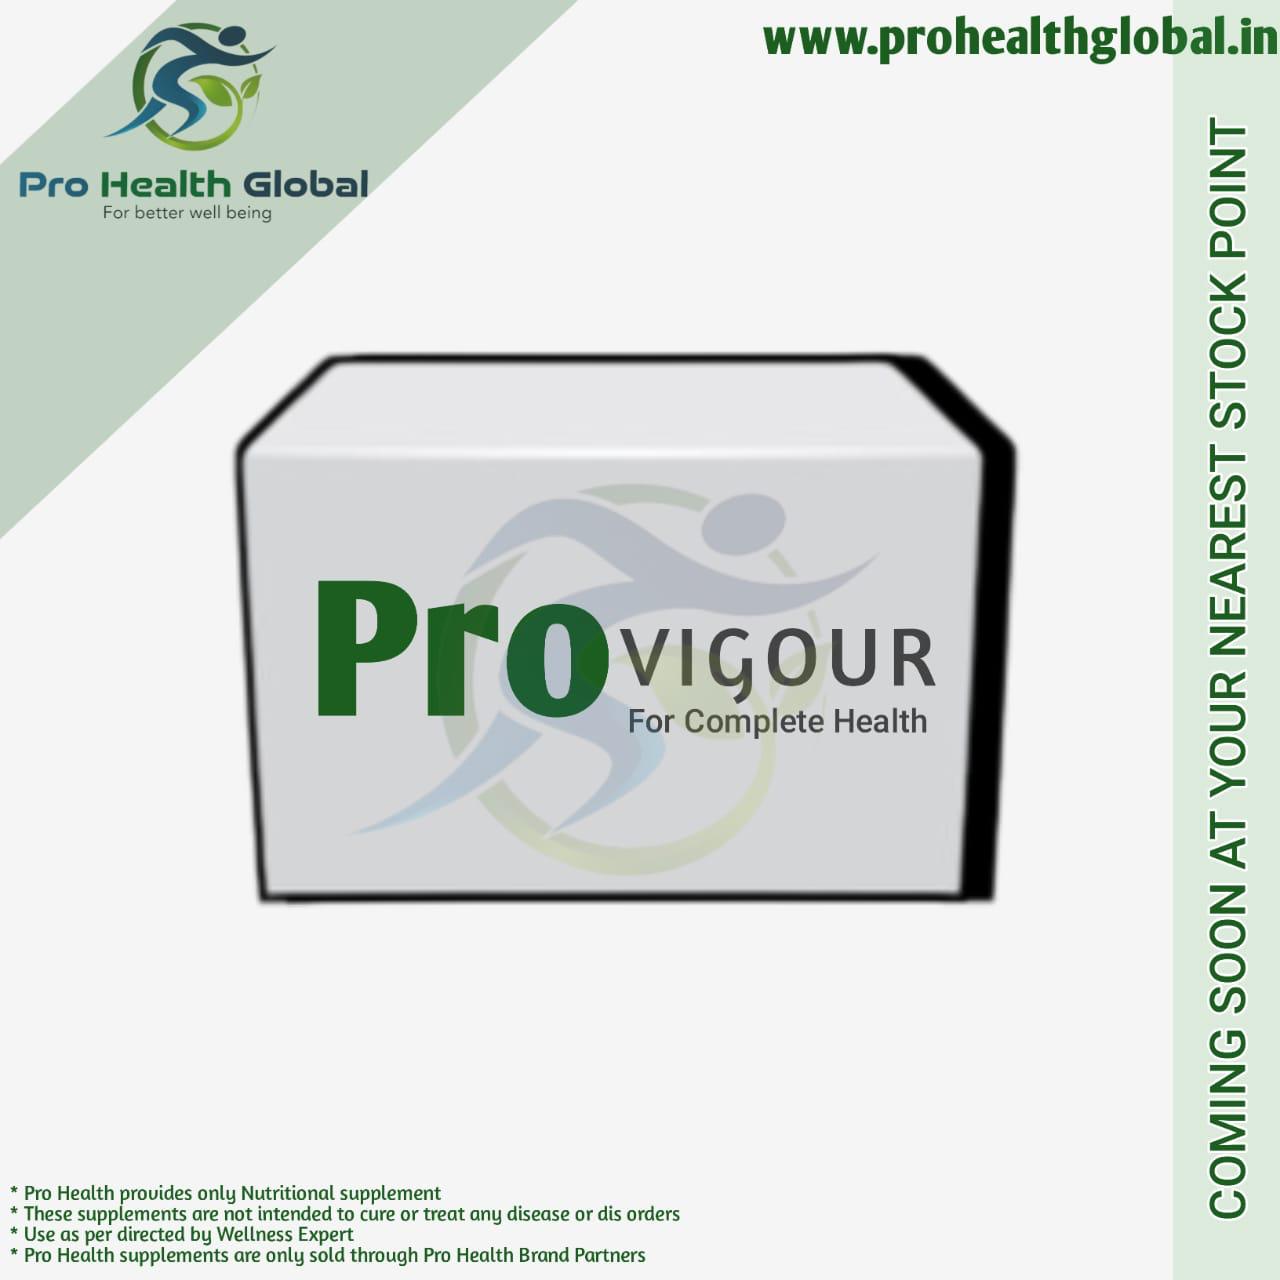 www.prohealthglobal.in
Pro Health Global
For better well being
COMING SOON AT YOUR NEAREST STOCK POINT
Pro VIGOUR
For Complete Health
* Pro Health provides only Nutritional supplement
* These supplements are not intended to cure or treat any disease or dis orders
* Use as per directed by Wellness Expert
* Pro Health supplements are only sold through Pro Health Brand Partners